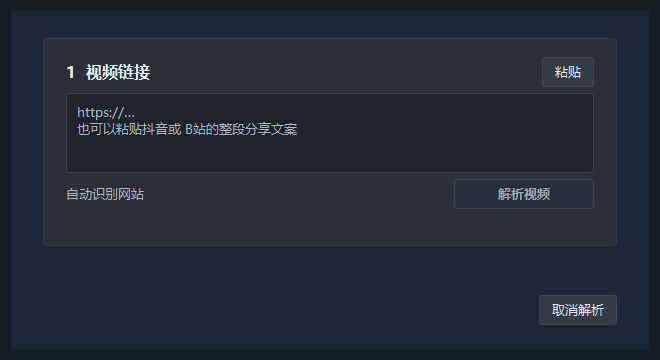 1 视频链接
粘贴
https://...
也可以粘贴抖音或 B站的整段分享文案
自动识别网站
解析视频
取消解析